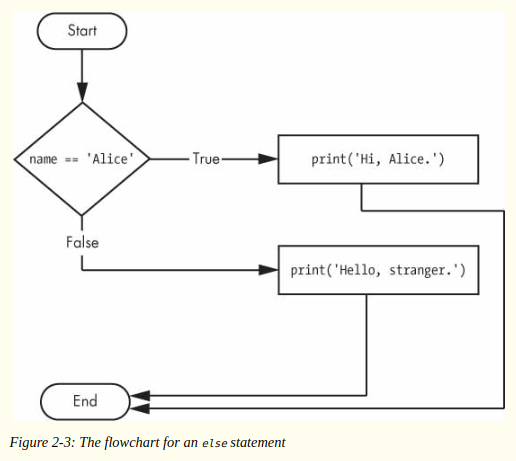 Start
name == 'Alice'
True
print('Hi, Alice.')
False
print('Hello, stranger.')
End
Figure 2-3: The flowchart for an else statement